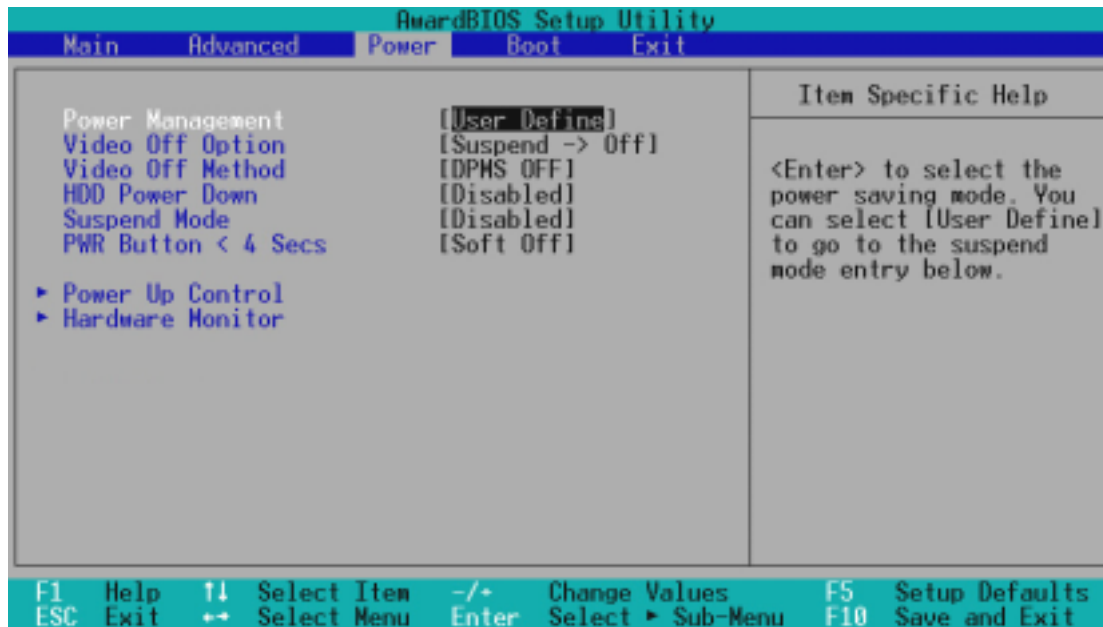 AwardBIOS Setup Utility
Main Advanced Power Boot Exit
Power Management [User Define]
Video Off Option [Suspend -> Off]
Video Off Method [DPMS OFF]
HDD Power Down [Disabled]
Suspend Mode [Disabled]
PWR Button < 4 Secs [Soft Off]
► Power Up Control
► Hardware Monitor
Item Specific Help
<Enter> to select the
power saving mode. You
can select [User Define]
to go to the suspend
mode entry below.
F1 Help ↑↓ Select Item -/+ Change Values F5 Setup Defaults
ESC Exit ←→ Select Menu Enter Select ► Sub-Menu F10 Save and Exit